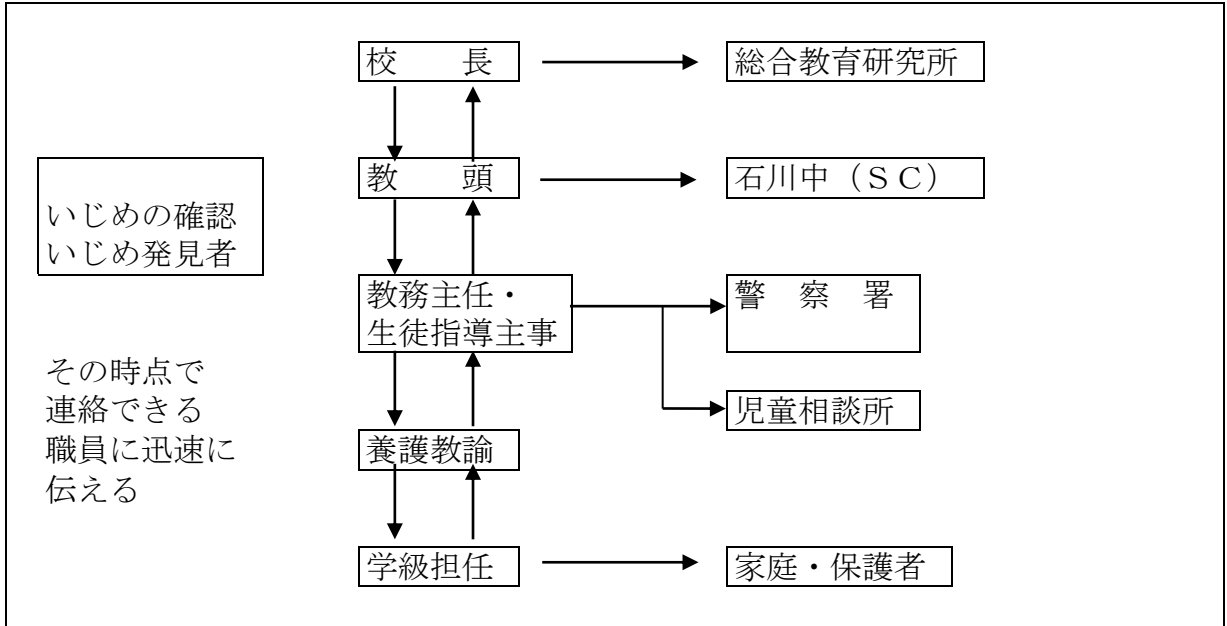 校　　長
総合教育研究所
教　　頭
石川中（ＳＣ）
いじめの確認
いじめ発見者
教務主任・
生徒指導主事
警　察　署
その時点で
連絡できる
職員に迅速に
伝える
児童相談所
養護教諭
学級担任
家庭・保護者